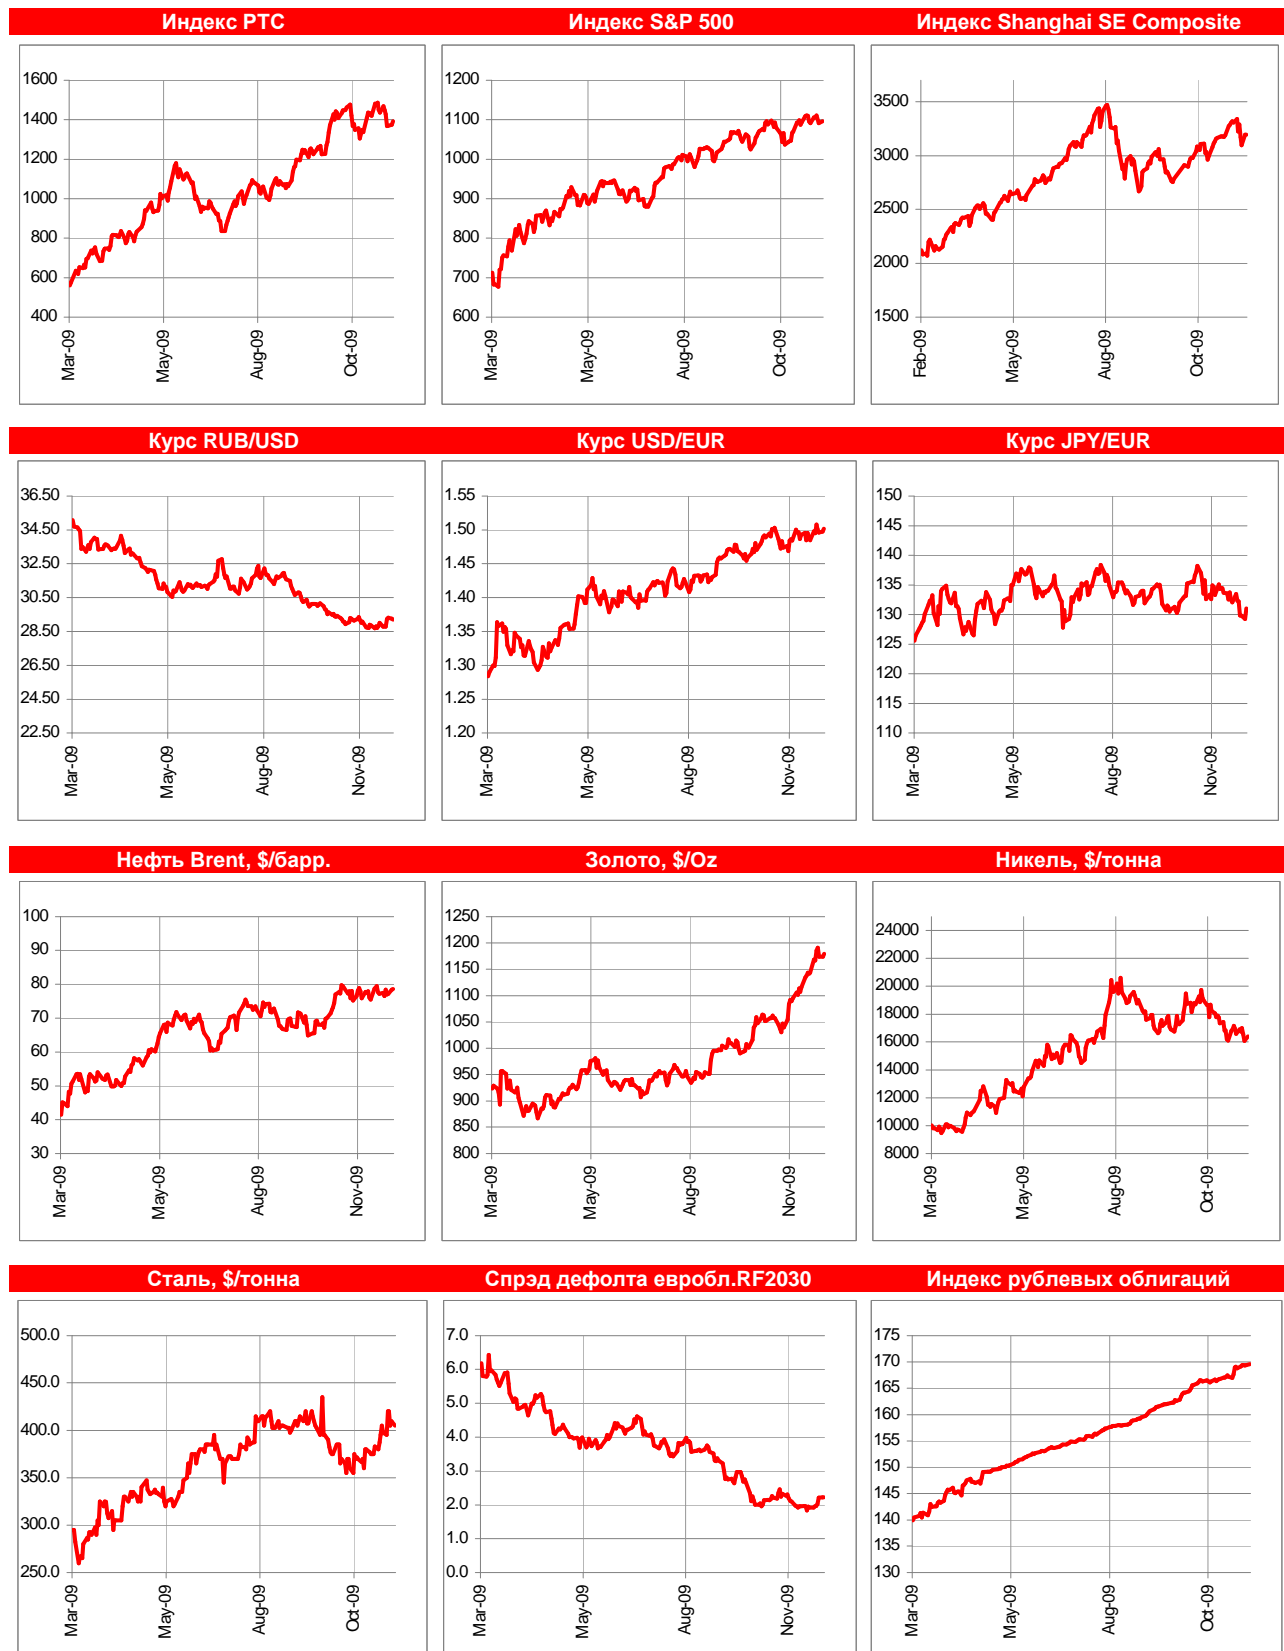 Индекс РТС
1600
1400
1200
1000
800
600
400
Mar-09
May-09
Aug-09
Oct-09
Индекс S&P 500
1200
1100
1000
900
800
700
600
Mar-09
May-09
Aug-09
Oct-09
Индекс Shanghai SE Composite
3500
3000
2500
2000
1500
Feb-09
May-09
Aug-09
Oct-09
Курс RUB/USD
36.50
34.50
32.50
30.50
28.50
26.50
24.50
22.50
Mar-09
May-09
Aug-09
Nov-09
Курс USD/EUR
1.55
1.50
1.45
1.40
1.35
1.30
1.25
1.20
Mar-09
May-09
Aug-09
Nov-09
Курс JPY/EUR
150
145
140
135
130
125
120
115
110
Mar-09
May-09
Aug-09
Nov-09
Нефть Brent, $/барр.
100
90
80
70
60
50
40
30
Mar-09
May-09
Aug-09
Nov-09
Золото, $/Oz
1250
1200
1150
1100
1050
1000
950
900
850
800
Mar-09
May-09
Aug-09
Nov-09
Никель, $/тонна
24000
22000
20000
18000
16000
14000
12000
10000
8000
Mar-09
May-09
Aug-09
Oct-09
Сталь, $/тонна
500.0
450.0
400.0
350.0
300.0
250.0
Mar-09
May-09
Aug-09
Oct-09
Спрэд дефолта евробл.RF2030
7.0
6.0
5.0
4.0
3.0
2.0
1.0
0.0
Mar-09
May-09
Aug-09
Nov-09
Индекс рублевых облигаций
175
170
165
160
155
150
145
140
135
130
Mar-09
May-09
Aug-09
Oct-09